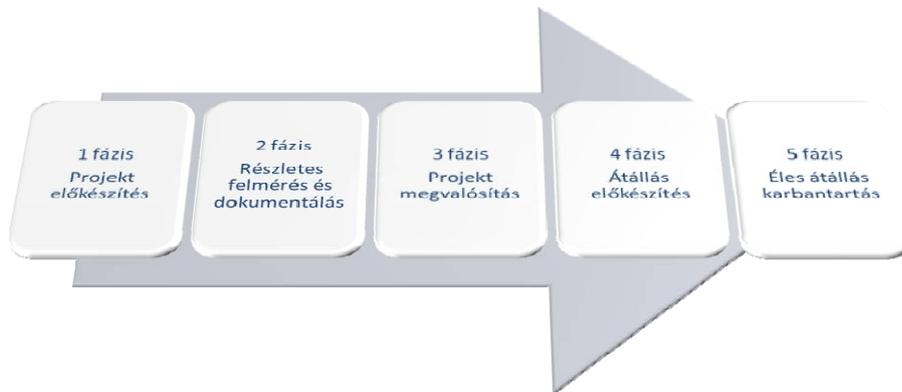 1 fázis
Projekt
előkészítés
2 fázis
Részletes
felmérés és
dokumentálás
3 fázis
Projekt
megvalósítás
4 fázis
Átállás
előkészítés
5 fázis
Éles átállás
karbantartás